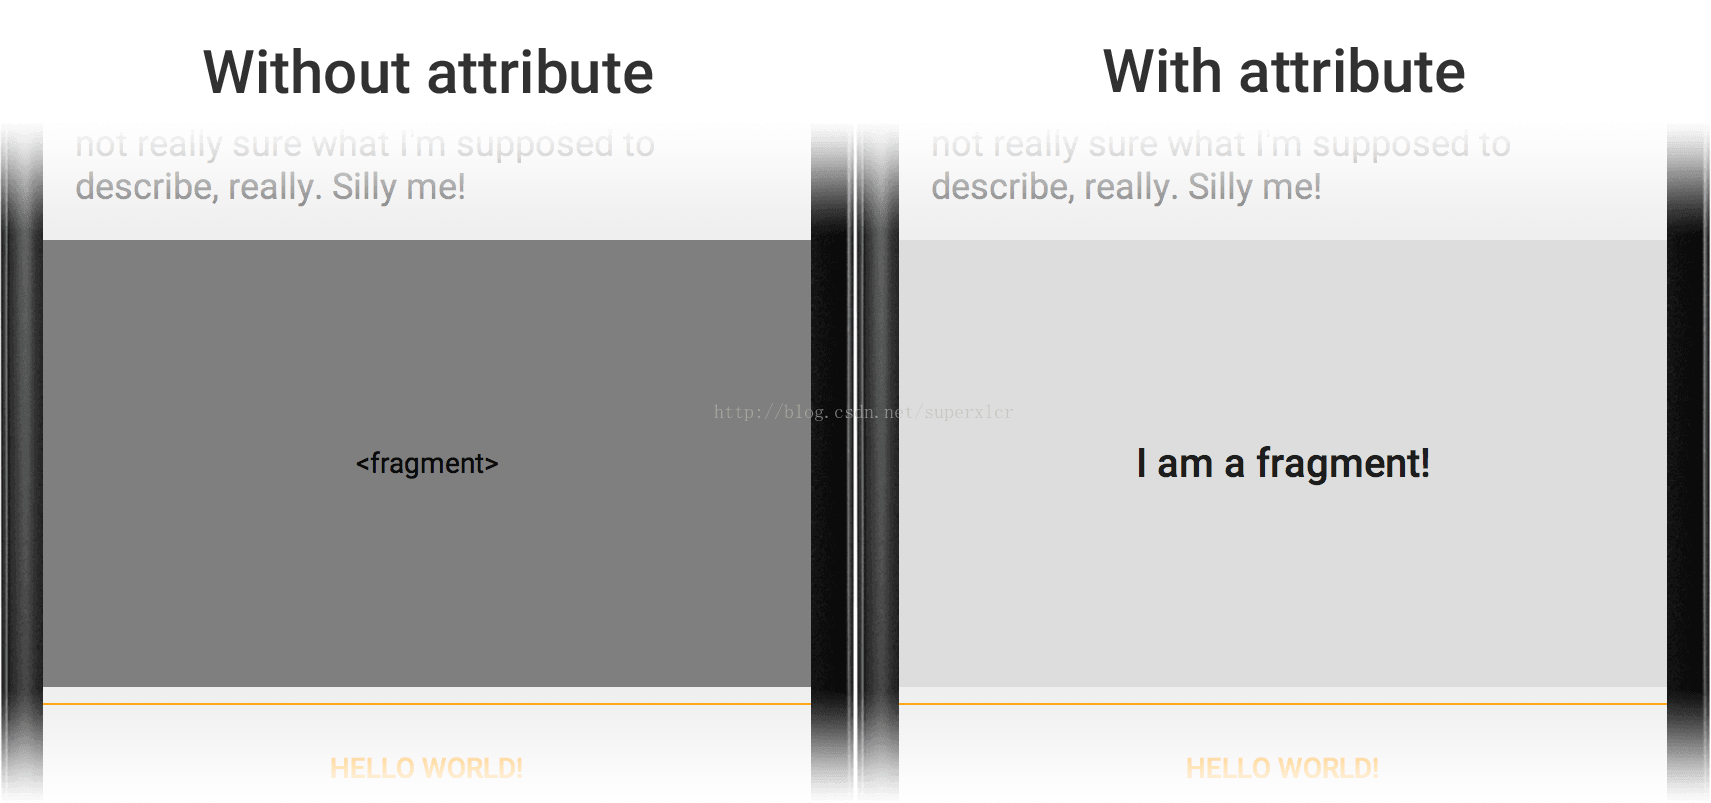 Without attribute
not really sure what I'm supposed to
describe, really. Silly me!
<fragment>
HELLO WORLD!
With attribute
not really sure what I'm supposed to
describe, really. Silly me!
I am a fragment!
HELLO WORLD!
http://blog.csdn.net/superxlcr